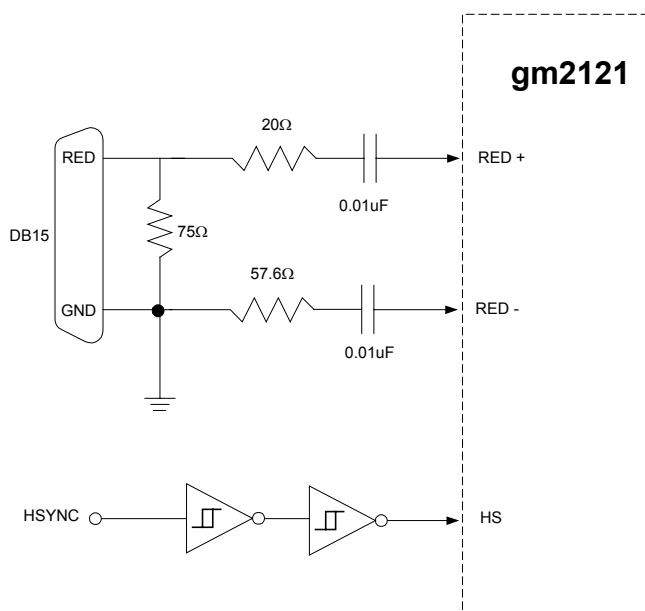 gm2121
20Ω
RED
RED +
0.01uF
DB15
75Ω
57.6Ω
GND
RED -
0.01uF
HSYNC
HS